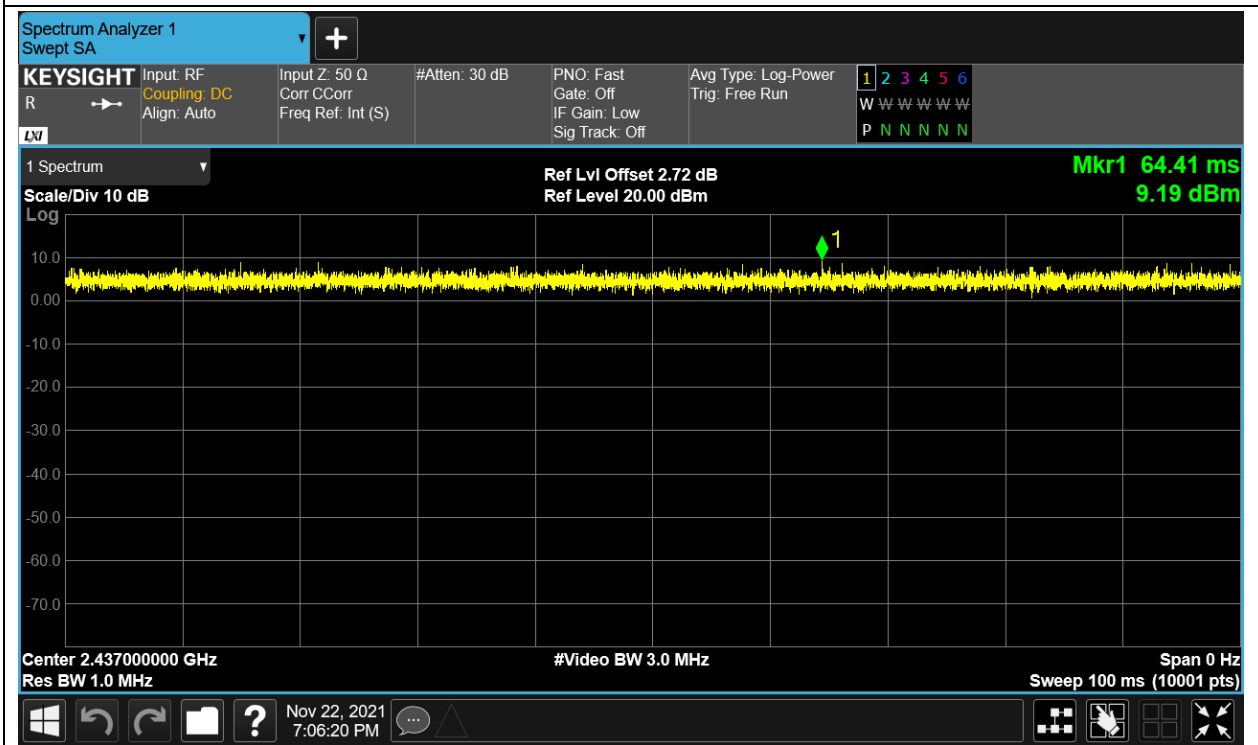 Spectrum Analyzer 1
Swept SA
KEYSIGHT
R
LXI
Input: RF
Coupling: DC
Align: Auto
Input Z: 50 Ω
Corr CCorr
Freq Ref: Int (S)
#Atten: 30 dB
PNO: Fast
Gate: Off
IF Gain: Low
Sig Track: Off
Avg Type: Log-Power
Trig: Free Run
1 2 3 4 5 6
W W W W W W
P N N N N N
1 Spectrum
Scale/Div 10 dB
Log
Ref Lvl Offset 2.72 dB
Ref Level 20.00 dBm
Mkr1 64.41 ms
9.19 dBm
1
10.0
0.00
-10.0
-20.0
-30.0
-40.0
-50.0
-60.0
-70.0
Center 2.437000000 GHz
Res BW 1.0 MHz
#Video BW 3.0 MHz
Span 0 Hz
Sweep 100 ms (10001 pts)
?
Nov 22, 2021
7:06:20 PM